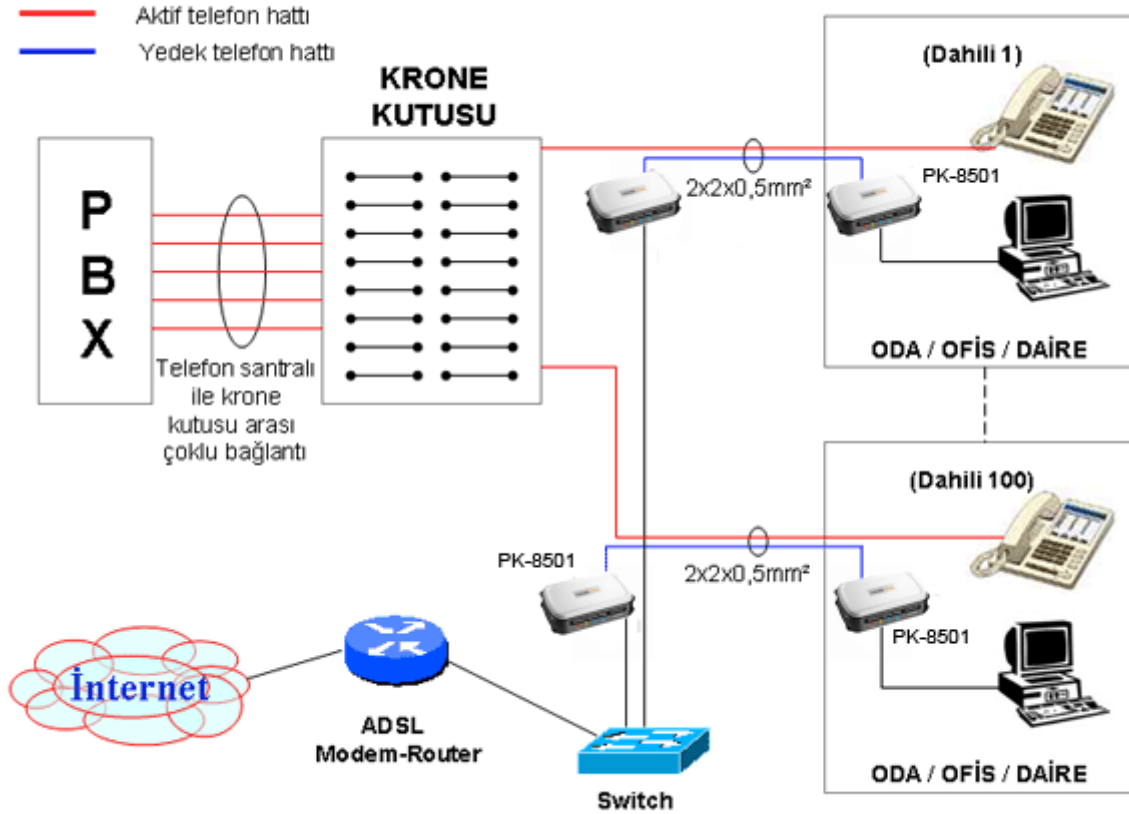 Aktif telefon hattı
Yedek telefon hattı
KRONE
KUTUSU
P
B
X
Telefon santralı
ile krone
kutusu arası
çoklu bağlantı
2x2x0,5mm²
(Dahili 1)
PK-8501
ODA / OFİS / DAİRE
(Dahili 100)
PK-8501
2x2x0,5mm²
PK-8501
ODA / OFİS / DAİRE
İnternet
ADSL
Modem-Router
Switch